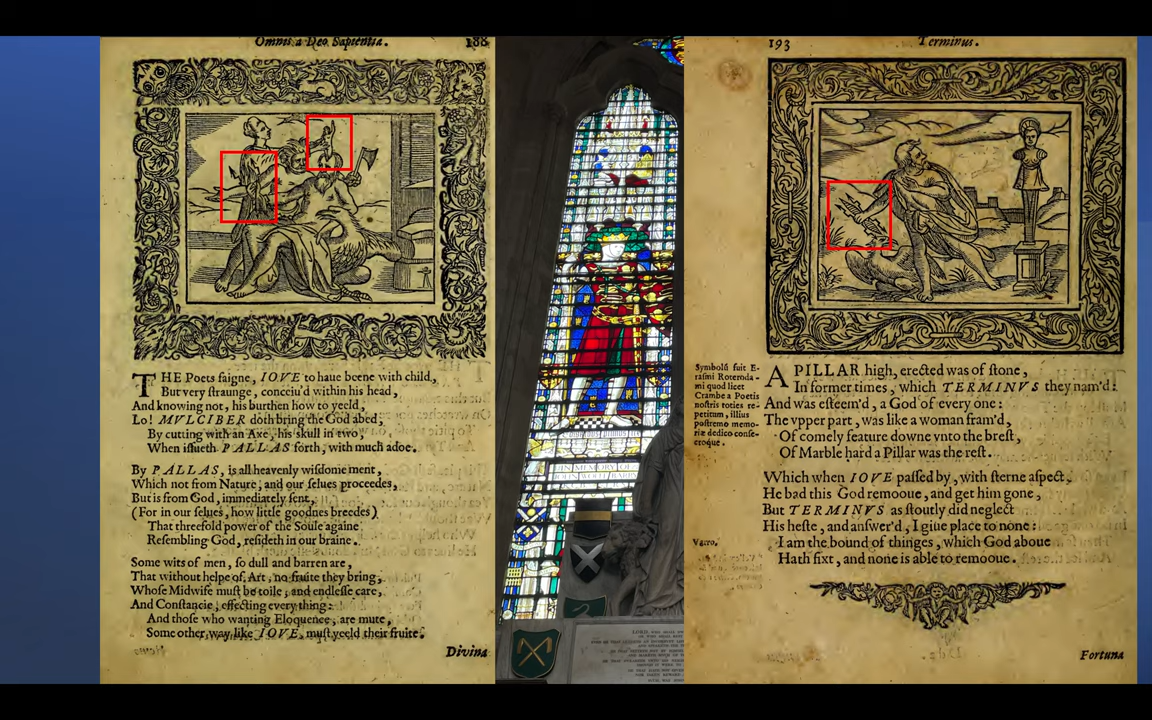 Omnis a Deo Sapientia. 188
THE Poets faigne, IOVE to haue beene with child,
But very straunge, conceiu'd within his head,
And knowing not, his burthen how to yeeld,
Lo! MVLCIBER doth bring the God abed,
By cutting with an Axe, his skull in two,
When issueth PALLAS forth, with much adoe.
By PALLAS, is all heavenly wisdome ment,
Which not from Nature, and our selues proceedes,
But is from God, immediately sent,
(For in our selues, how little goodnes breedes)
That threefold power of the Soule againe
Resembling God, resideth in our braine.
Some wits of men, so dull and barren are,
That without helpe of Art, no fruite they bring,
Whose Midwife must be toile, and endlesse care,
And Constancie, effecting every thing:
And those who wanting Eloquence, are mute,
Some other way like IOVE, must yeeld their fruite.
Divina
IN MEMORY OF
193 Terminus.
Symbolū fuit E-
rasmi Roteroda-
mi quod licet
Crambe a Poetis
nostris toties re-
petitum, illius
postremo memo-
riæ dedico conse-
croque.
A PILLAR high, erected was of stone,
In former times, which TERMINVS they nam'd:
And was esteem'd, a God of every one:
The vpper part, was like a woman fram'd,
Of comely feature downe vnto the brest,
Of Marble hard a Pillar was the rest.
Which when IOVE passed by, with sterne aspect,
He bad this God remooue, and get him gone,
But TERMINVS as stoutly did neglect
His heste, and answer'd, I giue place to none:
I am the bound of thinges, which God aboue
Hath fixt, and none is able to remooue.
Varro.
Fortuna